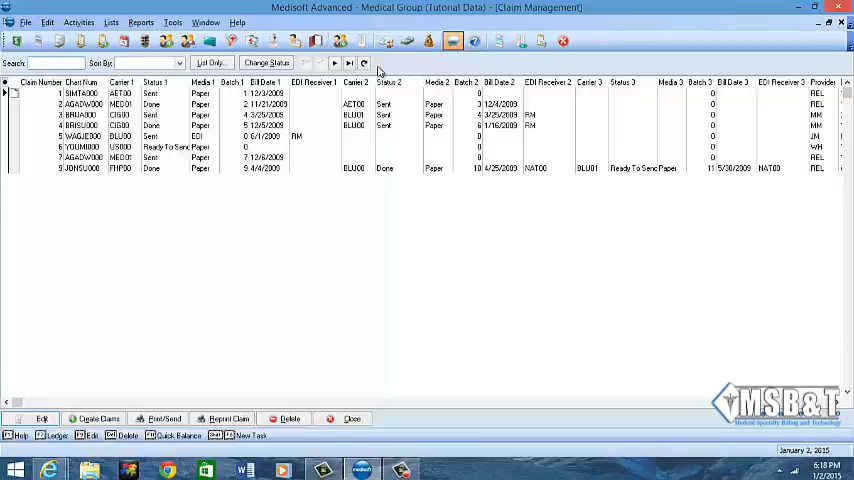 Medisoft Advanced - Medical Group (Tutorial Data) - [Claim Management]
File Edit Activities Lists Reports Tools Window Help
Search: Sort By: List Only... Change Status
Claim Number Chart Num Carrier 1 Status 1 Media 1 Batch 1 Bill Date 1 EDI Receiver 1 Carrier 2 Status 2 Media 2 Batch 2 Bill Date 2 EDI Receiver 2 Carrier 3 Status 3 Media 3 Batch 3 Bill Date 3 EDI Receiver 3 Provider
1 SIMTA000 AET00 Sent Paper 1 12/3/2009 0 0 REL
2 AGADW000 MED01 Done Paper 2 11/21/2009 AET00 Sent Paper 3 12/4/2009 0 REL
3 BRIJA000 CIG00 Sent Paper 4 3/25/2009 BLU01 Sent Paper 4 3/25/2009 RM 0 MM
4 BRISU000 CIG00 Done Paper 5 12/5/2009 BLU00 Sent Paper 6 1/16/2009 RM 0 MM
5 WAGJE000 BLU00 Sent EDI 0 6/1/2009 RM 0 0 JM
6 YOUMI000 US000 Ready To Send Paper 0 0 0 WH
7 AGADW000 MED01 Sent Paper 7 12/6/2009 0 0 REL
9 JONSU000 FHP00 Done Paper 9 4/4/2009 BLU00 Done Paper 10 4/25/2009 NAT00 BLU01 Ready To Send Paper 11 5/30/2009 NAT00 REL
Edit Create Claims Print/Send Reprint Claim Delete Close
F1 Help F7 Ledger F9 Edit Del Delete F11 Quick Balance Shift F7 New Task
MSB&T
Medical Specialty Billing and Technology
January 2, 2015
medisoft
6:18 PM
1/2/2015